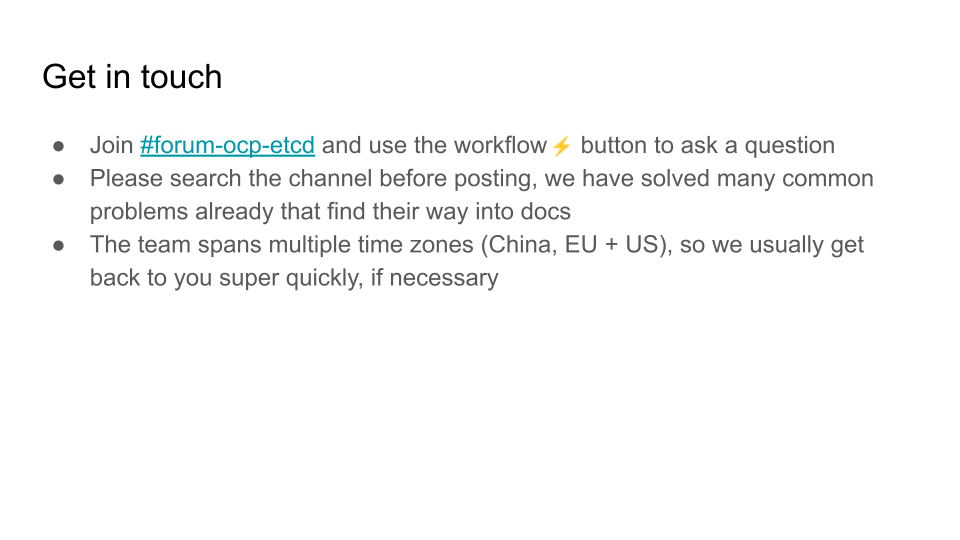 Get in touch
● Join #forum-ocp-etcd and use the workflow⚡ button to ask a question
● Please search the channel before posting, we have solved many common
problems already that find their way into docs
● The team spans multiple time zones (China, EU + US), so we usually get
back to you super quickly, if necessary